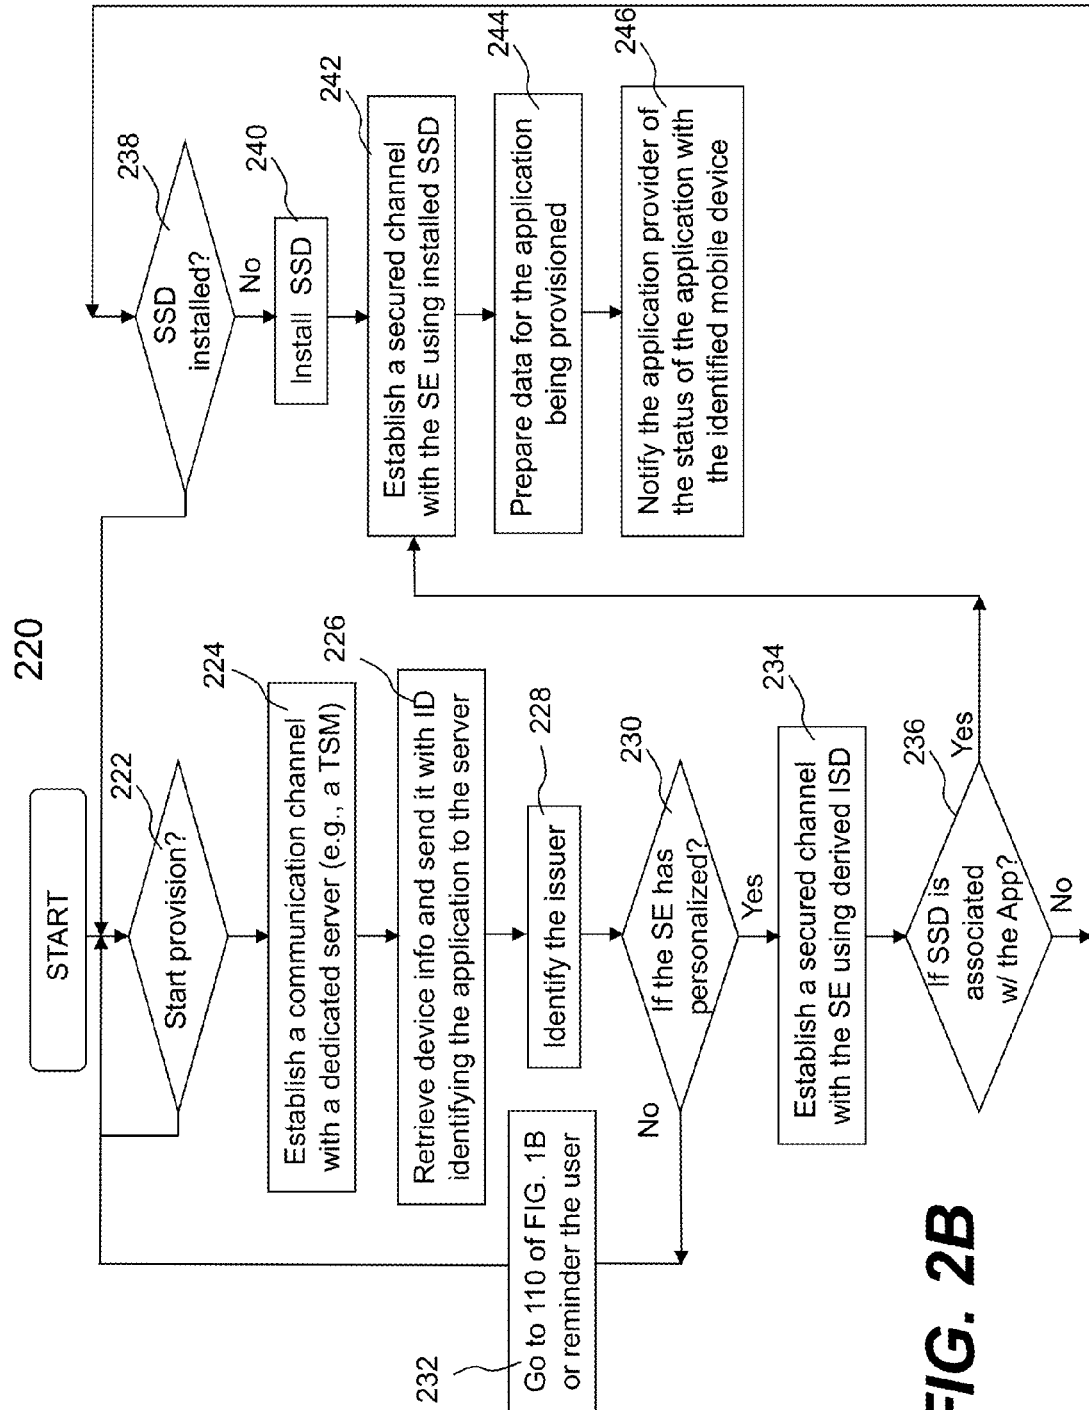 220
START
222
Start provision?
224
Establish a communication channel
with a dedicated server (e.g., a TSM)
226
Retrieve device info and send it with ID
identifying the application to the server
228
Identify the issuer
230
If the SE has
personalized?
No
Yes
232
Go to 110 of FIG. 1B
or reminder the user
234
Establish a secured channel
with the SE using derived ISD
236
If SSD is
associated
w/ the App?
Yes
No
238
SSD
installed?
No
240
Install SSD
242
Establish a secured channel
with the SE using installed SSD
244
Prepare data for the application
being provisioned
246
Notify the application provider of
the status of the application with
the identified mobile device
FIG. 2B